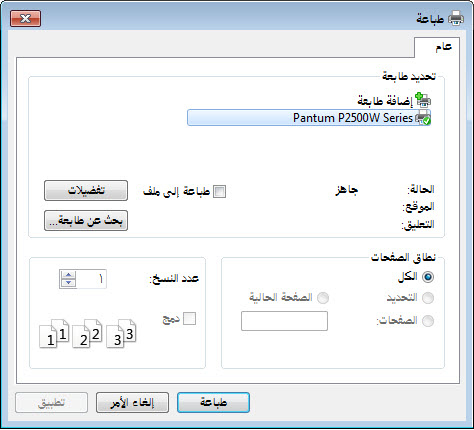 طباعة
عام
تحديد طابعة
إضافة طابعة
Pantum P2500W Series
الحالة: جاهز
طباعة إلى ملف
تفضيلات
الموقع:
التعليق:
بحث عن طابعة...
نطاق الصفحات
الكل
التحديد
الصفحة الحالية
الصفحات:
عدد النسخ:
١
دمج
1 1 2 2 3 3
طباعة
إلغاء الأمر
تطبيق